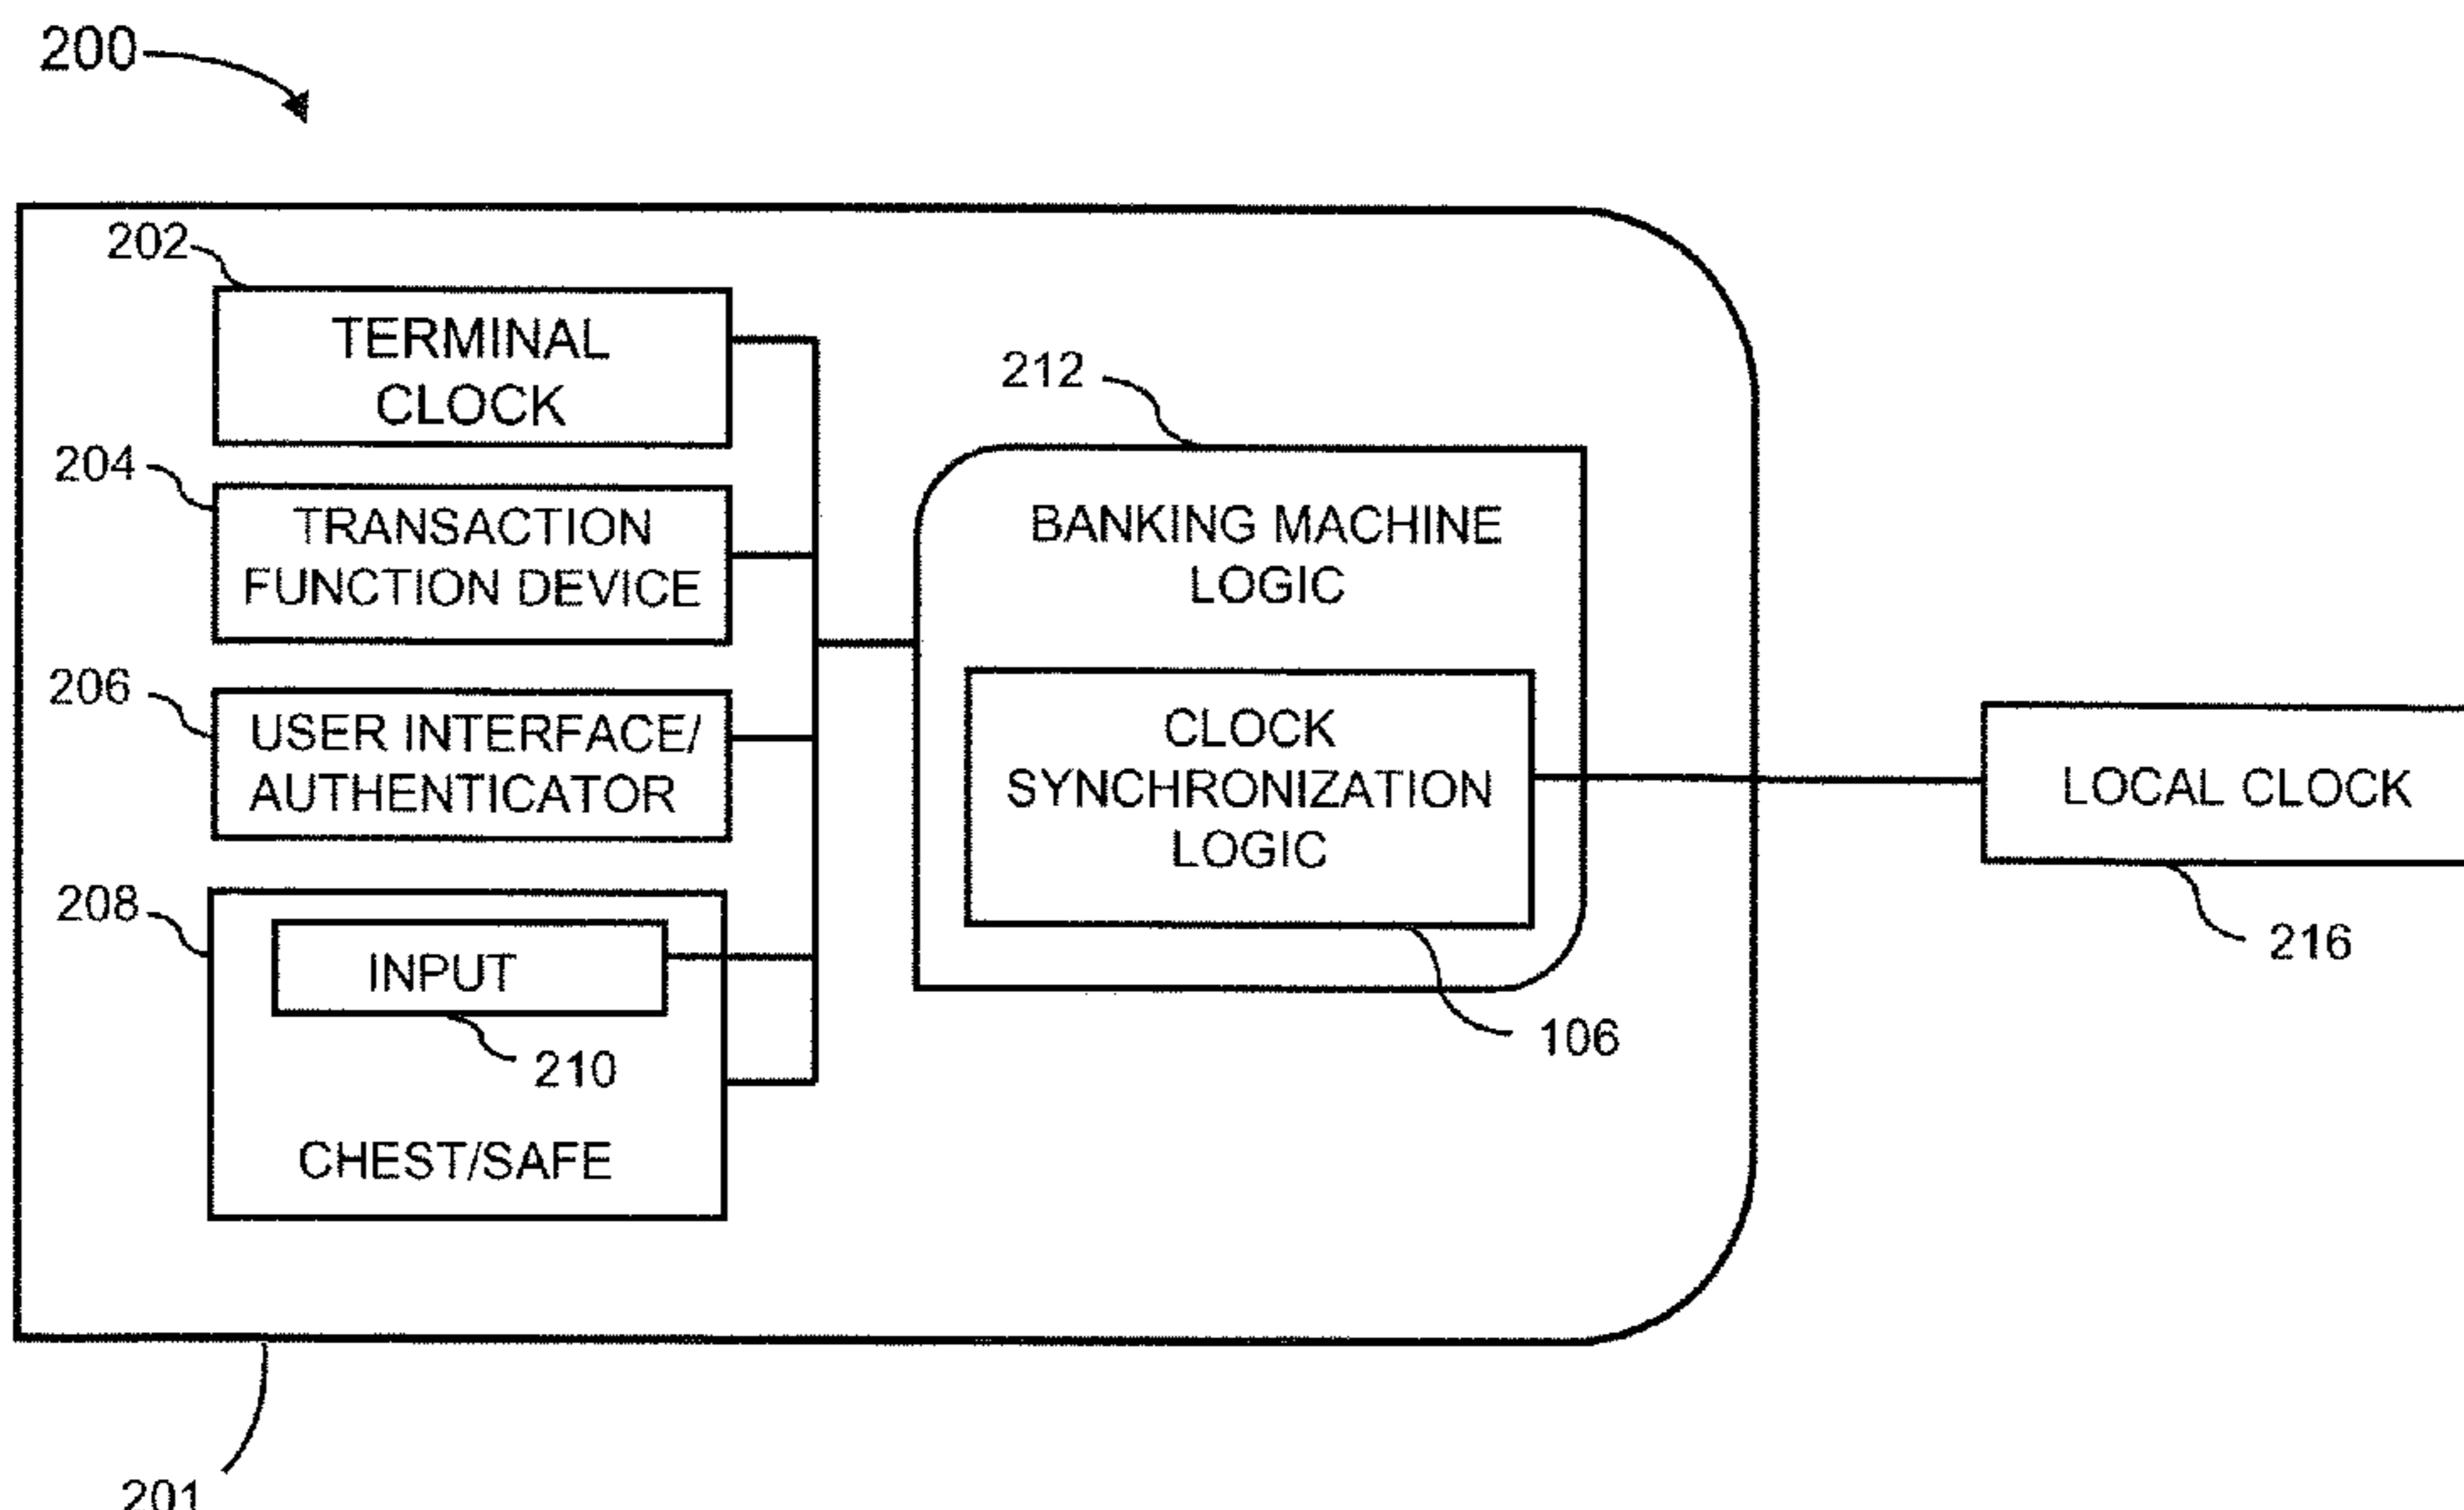 200
202
TERMINAL
CLOCK
204
TRANSACTION
FUNCTION DEVICE
206
USER INTERFACE/
AUTHENTICATOR
208
INPUT
210
CHEST/SAFE
212
BANKING MACHINE
LOGIC
CLOCK
SYNCHRONIZATION
LOGIC
106
LOCAL CLOCK
216
201